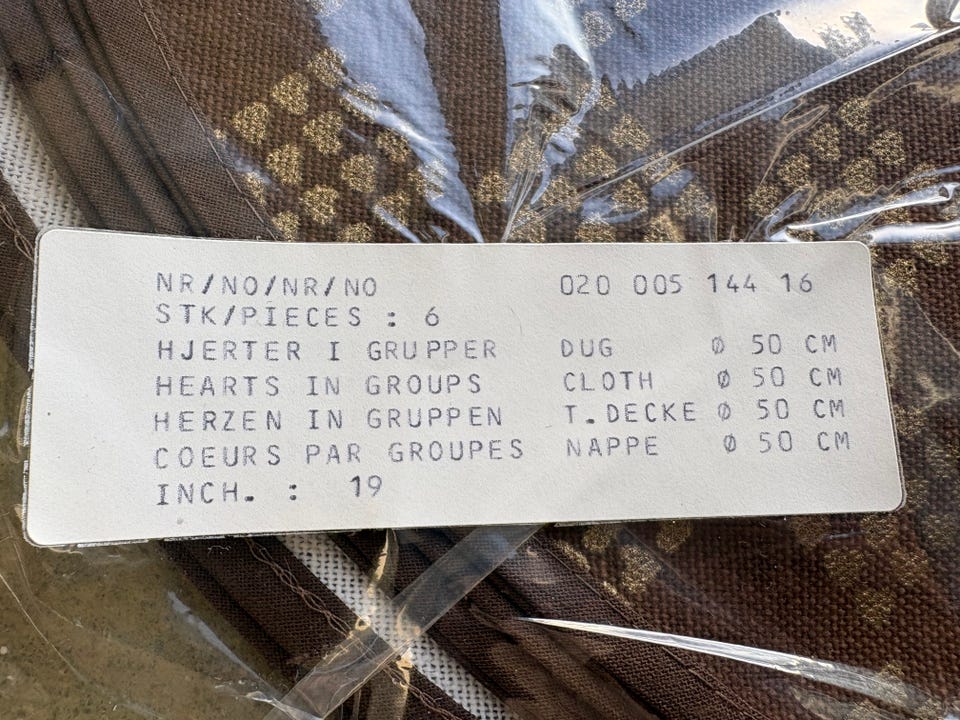 NR/NO/NR/NO 020 005 144 16
STK/PIECES : 6
HJERTER I GRUPPER DUG Ø 50 CM
HEARTS IN GROUPS CLOTH Ø 50 CM
HERZEN IN GRUPPEN T.DECKE Ø 50 CM
COEURS PAR GROUPES NAPPE Ø 50 CM
INCH. : 19